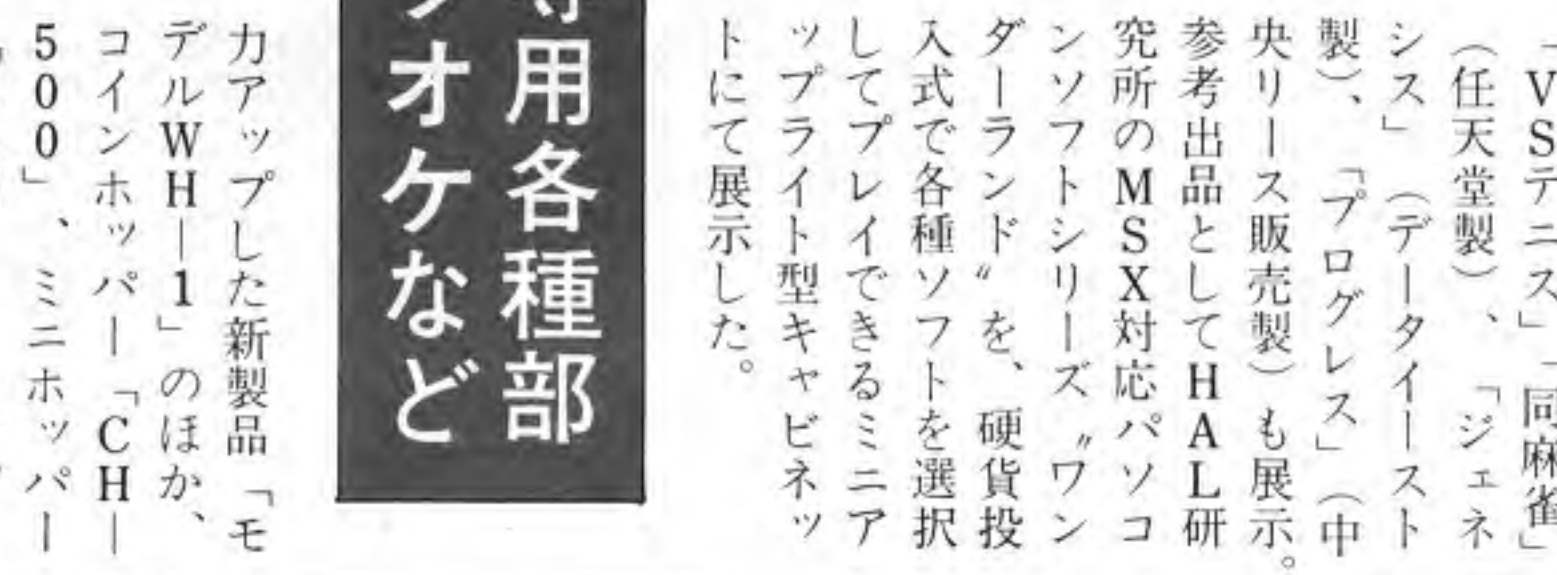 「VSテニス」「同麻雀」
(任天堂製)、「ジェネ
シス」(データイースト
製)、「プログレス」(中
央リース販売製)も展示。
参考出品としてHAL研
究所のMSX対応パソコ
ンソフトシリーズ〝ワン
ダーランド〟を、硬貨投
入式で各種ソフトを選択
してプレイできるミニア
ップライト型キャビネッ
トにて展示した。
用各種部
オケなど
力アップした新製品「モ
デルWH―1」のほか、
コインホッパー「CH―
500」、ミニホッパー